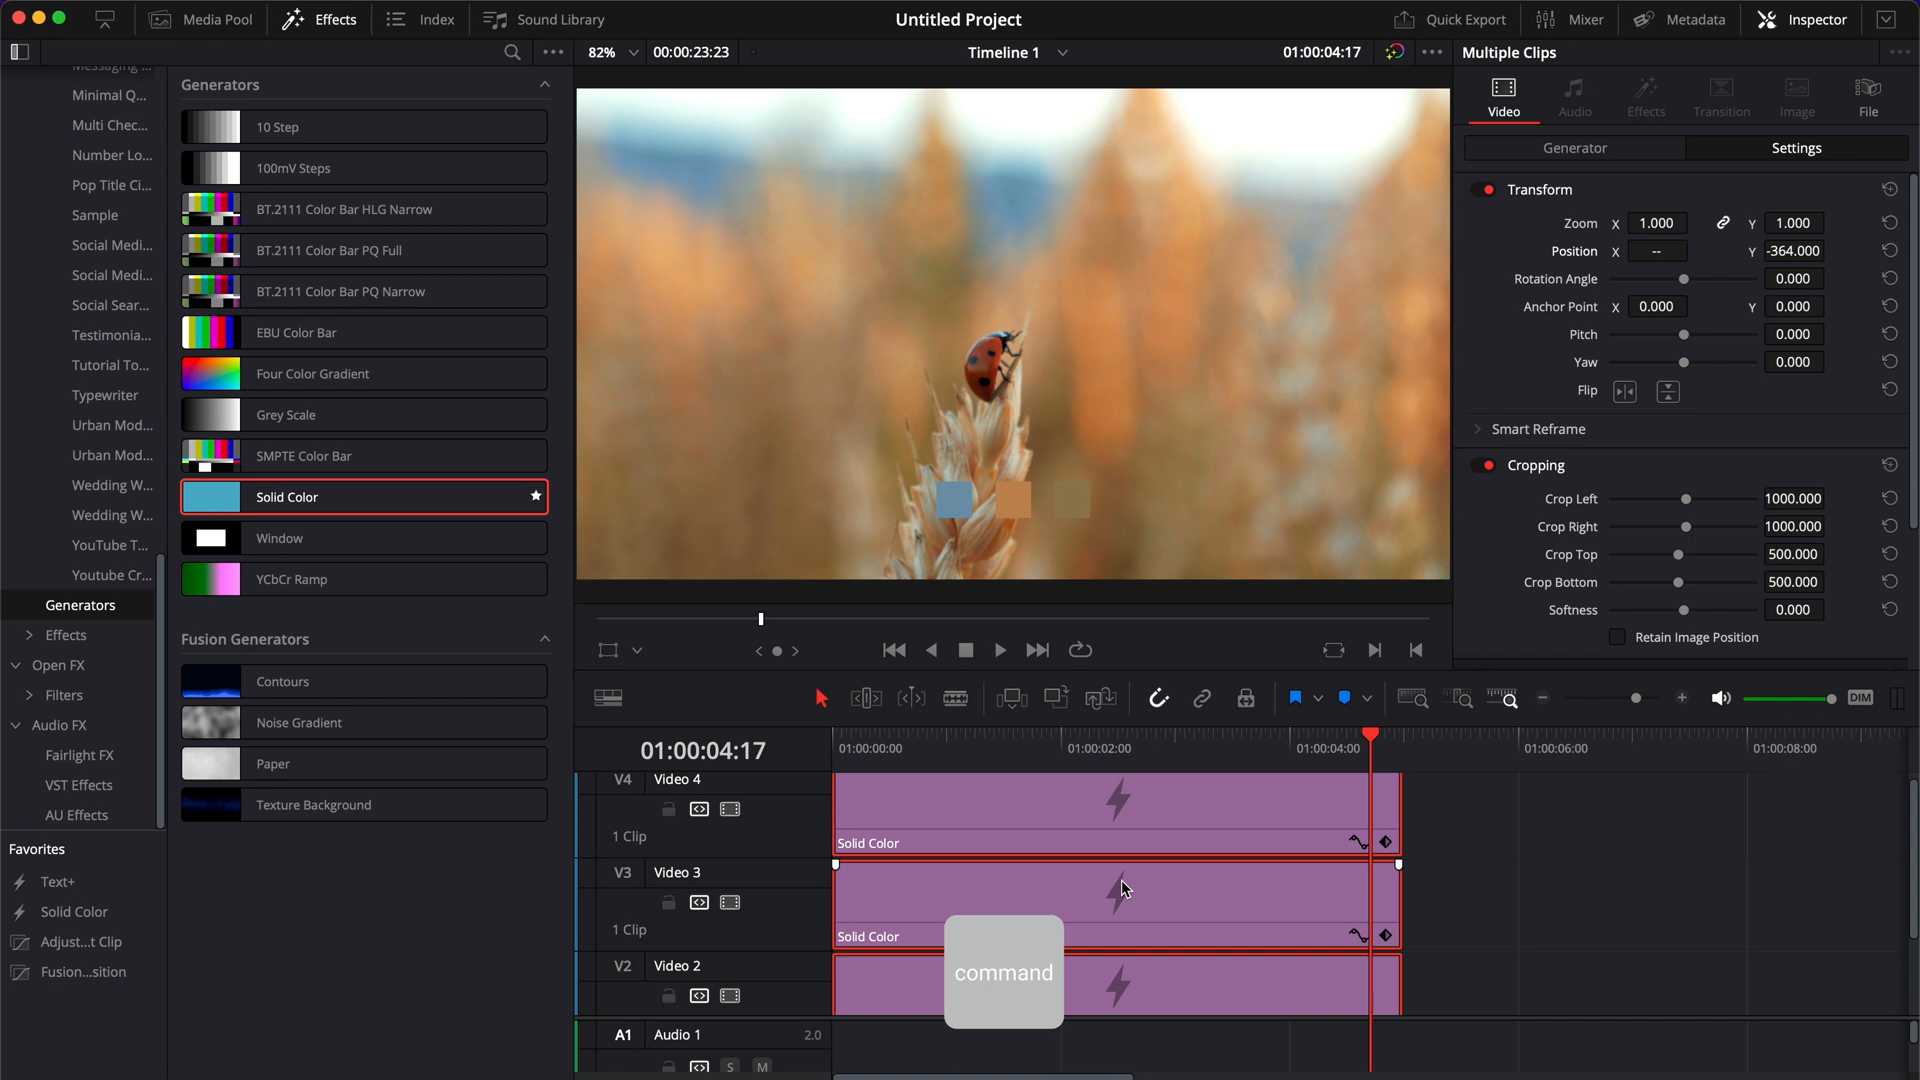 Media Pool
Effects
Index
Sound Library
Untitled Project
Quick Export
Mixer
Metadata
Inspector
82%
00:00:23:23
Timeline 1
01:00:04:17
Multiple Clips
Messaging ...
Minimal Q...
Multi Chec...
Number Lo...
Pop Title Ci...
Sample
Social Medi...
Social Medi...
Social Sear...
Testimonia...
Tutorial To...
Typewriter
Urban Mod...
Urban Mod...
Wedding W...
Wedding W...
YouTube T...
Youtube Cr...
Generators
Effects
Open FX
Filters
Audio FX
Fairlight FX
VST Effects
AU Effects
Favorites
Text+
Solid Color
Adjust...t Clip
Fusion...sition
Generators
10 Step
100mV Steps
BT.2111 Color Bar HLG Narrow
BT.2111 Color Bar PQ Full
BT.2111 Color Bar PQ Narrow
EBU Color Bar
Four Color Gradient
Grey Scale
SMPTE Color Bar
Solid Color
Window
YCbCr Ramp
Fusion Generators
Contours
Noise Gradient
Paper
Texture Background
Video
Audio
Effects
Transition
Image
File
Generator
Settings
Transform
Zoom X 1.000 Y 1.000
Position X -- Y -364.000
Rotation Angle 0.000
Anchor Point X 0.000 Y 0.000
Pitch 0.000
Yaw 0.000
Flip
Smart Reframe
Cropping
Crop Left 1000.000
Crop Right 1000.000
Crop Top 500.000
Crop Bottom 500.000
Softness 0.000
Retain Image Position
DIM
01:00:04:17
01:00:00:00
01:00:02:00
01:00:04:00
01:00:06:00
01:00:08:00
V4 Video 4
1 Clip
Solid Color
V3 Video 3
1 Clip
Solid Color
V2 Video 2
command
A1 Audio 1 2.0
S M